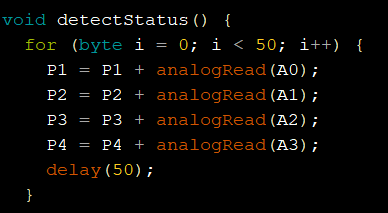 void detectStatus() {
  for (byte i = 0; i < 50; i++) {
    P1 = P1 + analogRead(A0);
    P2 = P2 + analogRead(A1);
    P3 = P3 + analogRead(A2);
    P4 = P4 + analogRead(A3);
    delay(50);
  }